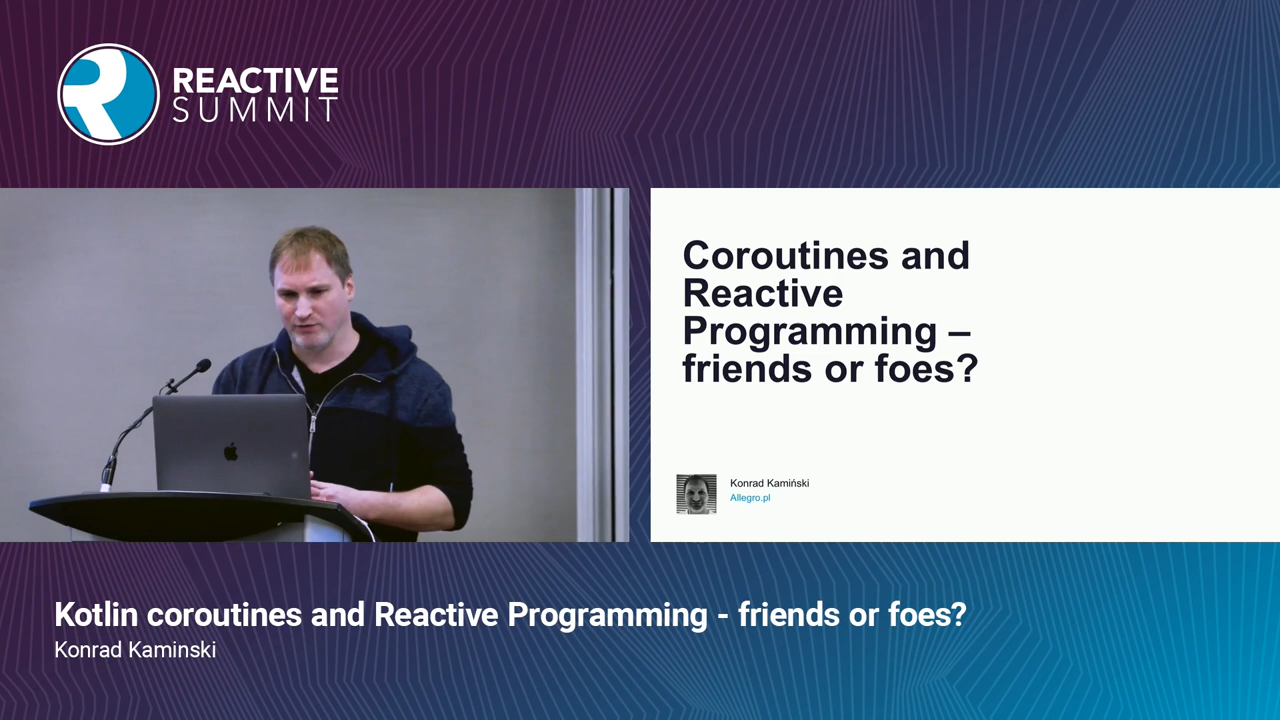 REACTIVE
SUMMIT
Coroutines and
Reactive
Programming –
friends or foes?
Konrad Kamiński
Allegro.pl
Kotlin coroutines and Reactive Programming - friends or foes?
Konrad Kaminski